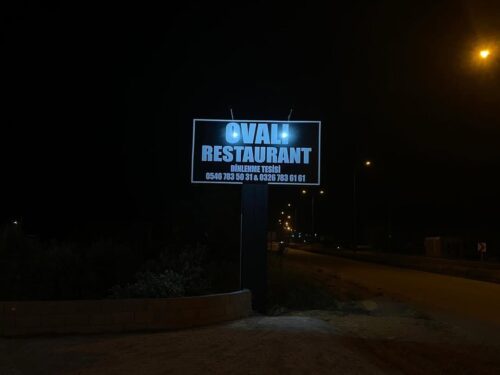 OVALI
RESTAURANT
DİNLENME TESİSİ
0540 783 50 31 & 0326 783 61 61